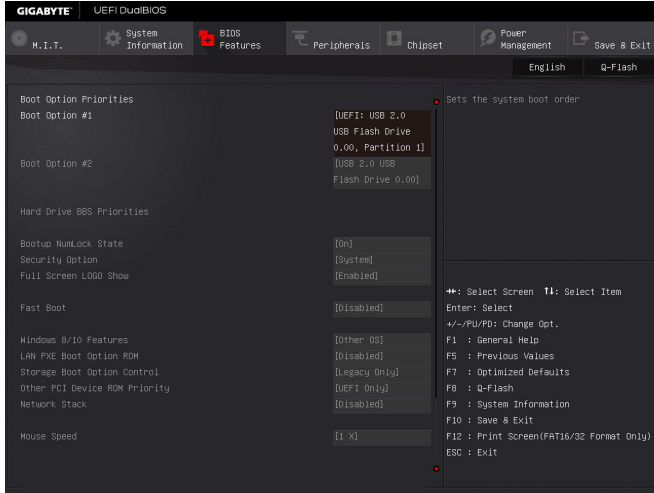 GIGABYTE™ UEFI DualBIOS
M.I.T.
System Information
BIOS Features
Peripherals
Chipset
Power Management
Save & Exit
English
Q-Flash
Boot Option Priorities
Boot Option #1 [UEFI: USB 2.0
USB Flash Drive
0.00, Partition 1]
Boot Option #2 [USB 2.0 USB
Flash Drive 0.00]
Hard Drive BBS Priorities
Bootup NumLock State [On]
Security Option [System]
Full Screen LOGO Show [Enabled]
Fast Boot [Disabled]
Windows 8/10 Features [Other OS]
LAN PXE Boot Option ROM [Disabled]
Storage Boot Option Control [Legacy Only]
Other PCI Device ROM Priority [UEFI Only]
Network Stack [Disabled]
Mouse Speed [1 X]
Sets the system boot order
→←: Select Screen ↑↓: Select Item
Enter: Select
+/-/PU/PD: Change Opt.
F1 : General Help
F5 : Previous Values
F7 : Optimized Defaults
F8 : Q-Flash
F9 : System Information
F10 : Save & Exit
F12 : Print Screen(FAT16/32 Format Only)
ESC : Exit